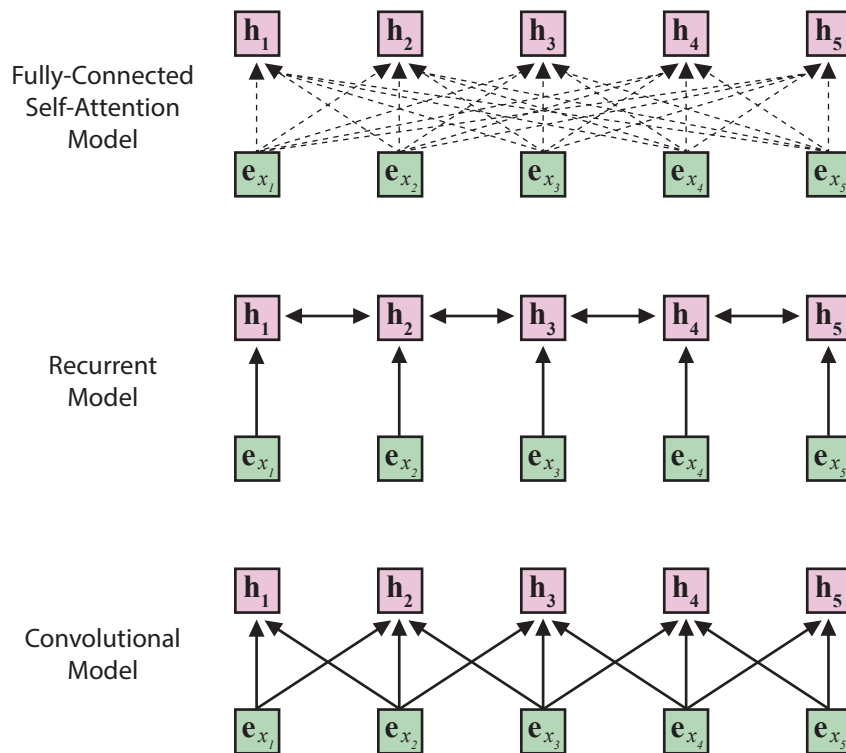 h₁ h₂ h₃ h₄ h₅
Fully-Connected
Self-Attention
Model
eₓ₁ eₓ₂ eₓ₃ eₓ₄ eₓ₅
h₁ h₂ h₃ h₄ h₅
Recurrent
Model
eₓ₁ eₓ₂ eₓ₃ eₓ₄ eₓ₅
h₁ h₂ h₃ h₄ h₅
Convolutional
Model
eₓ₁ eₓ₂ eₓ₃ eₓ₄ eₓ₅